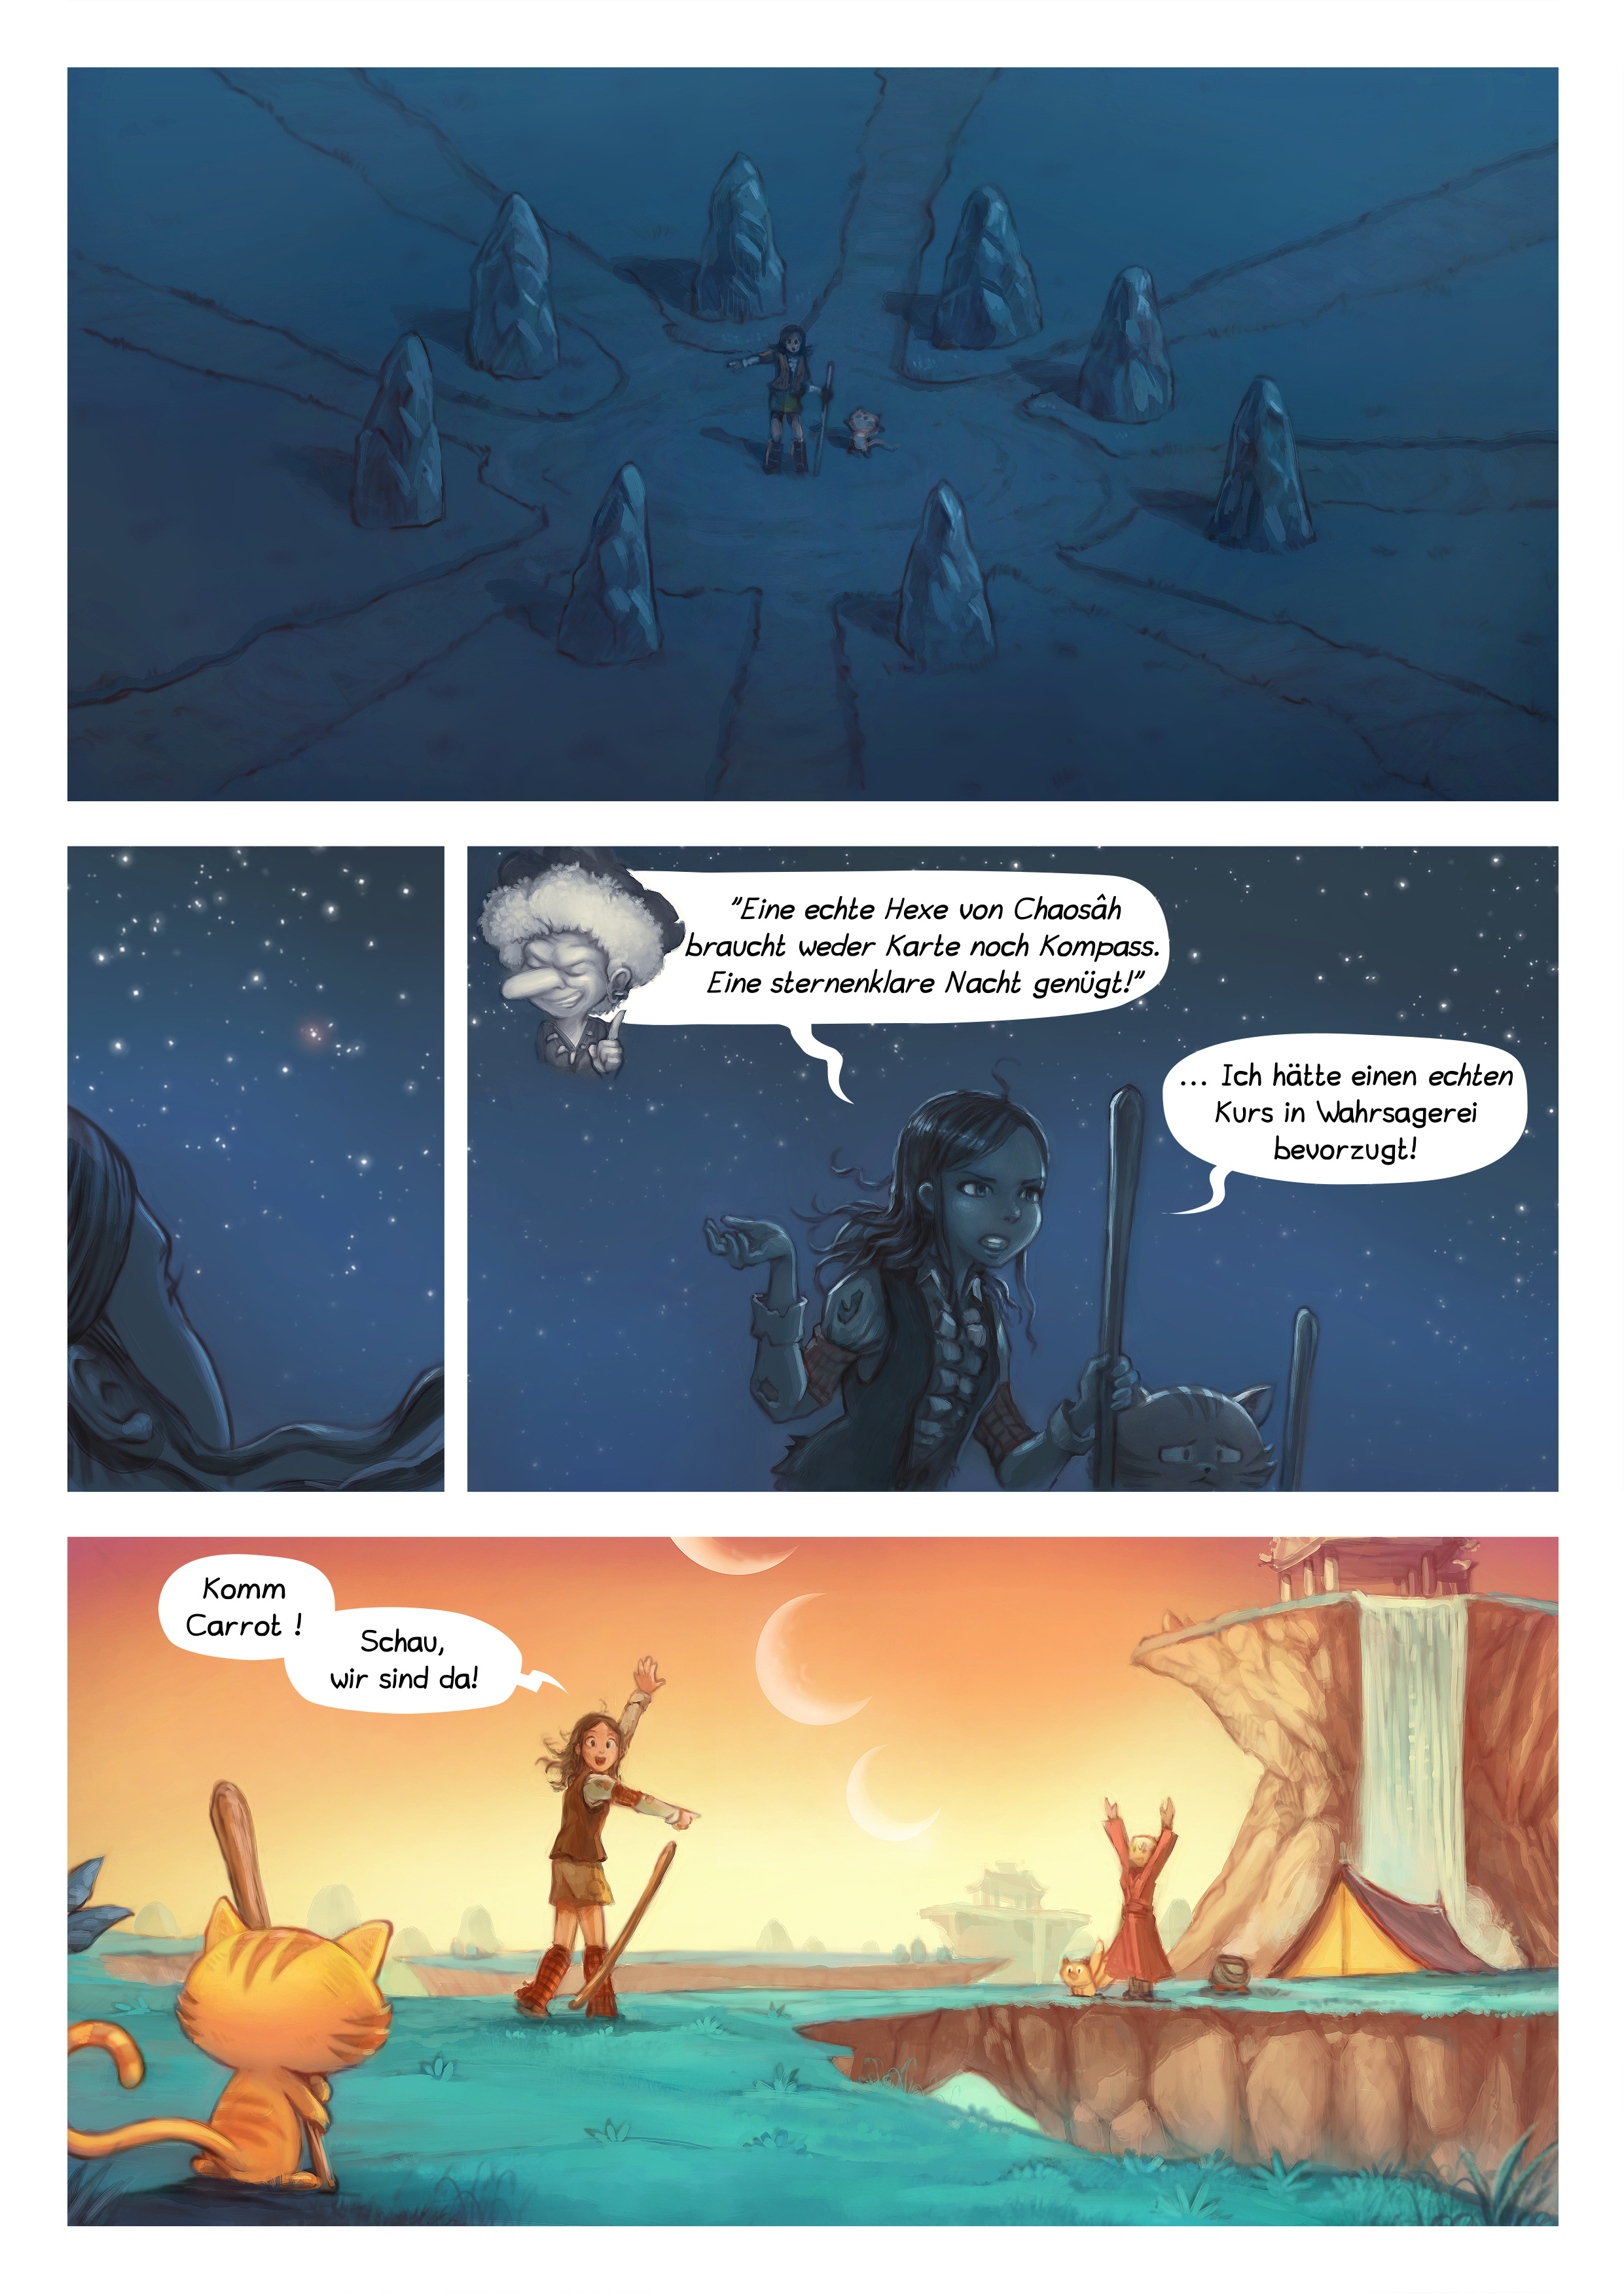 "Eine echte Hexe von Chaosâh
braucht weder Karte noch Kompass.
Eine sternenklare Nacht genügt!"
... Ich hätte einen echten
Kurs in Wahrsagerei
bevorzugt!
Komm
Carrot !
Schau,
wir sind da!